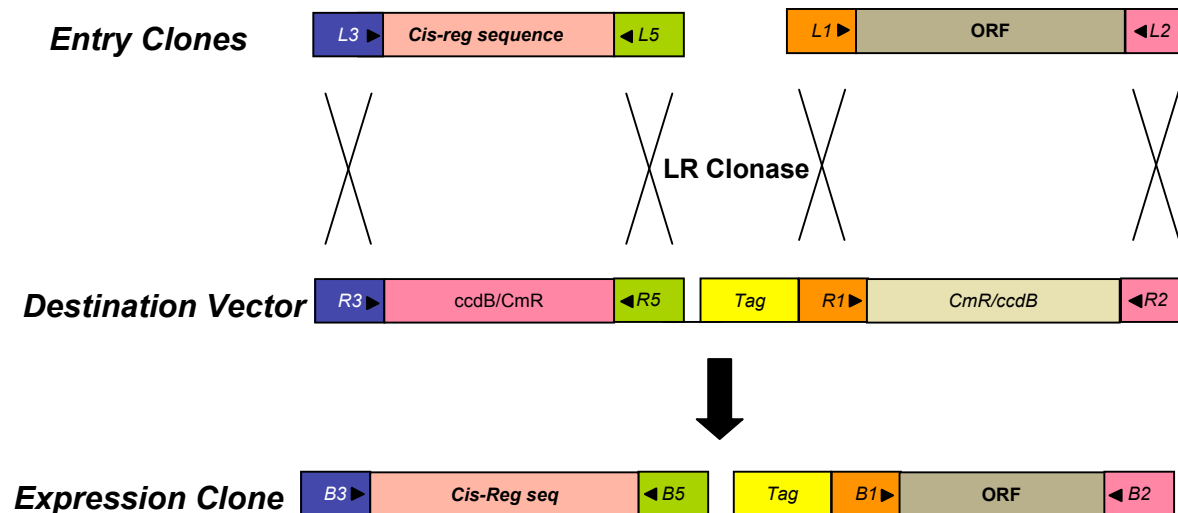 Entry Clones L3 Cis-reg sequence L5 L1 ORF L2
LR Clonase
Destination Vector R3 ccdB/CmR R5 Tag R1 CmR/ccdB R2
Expression Clone B3 Cis-Reg seq B5 Tag B1 ORF B2